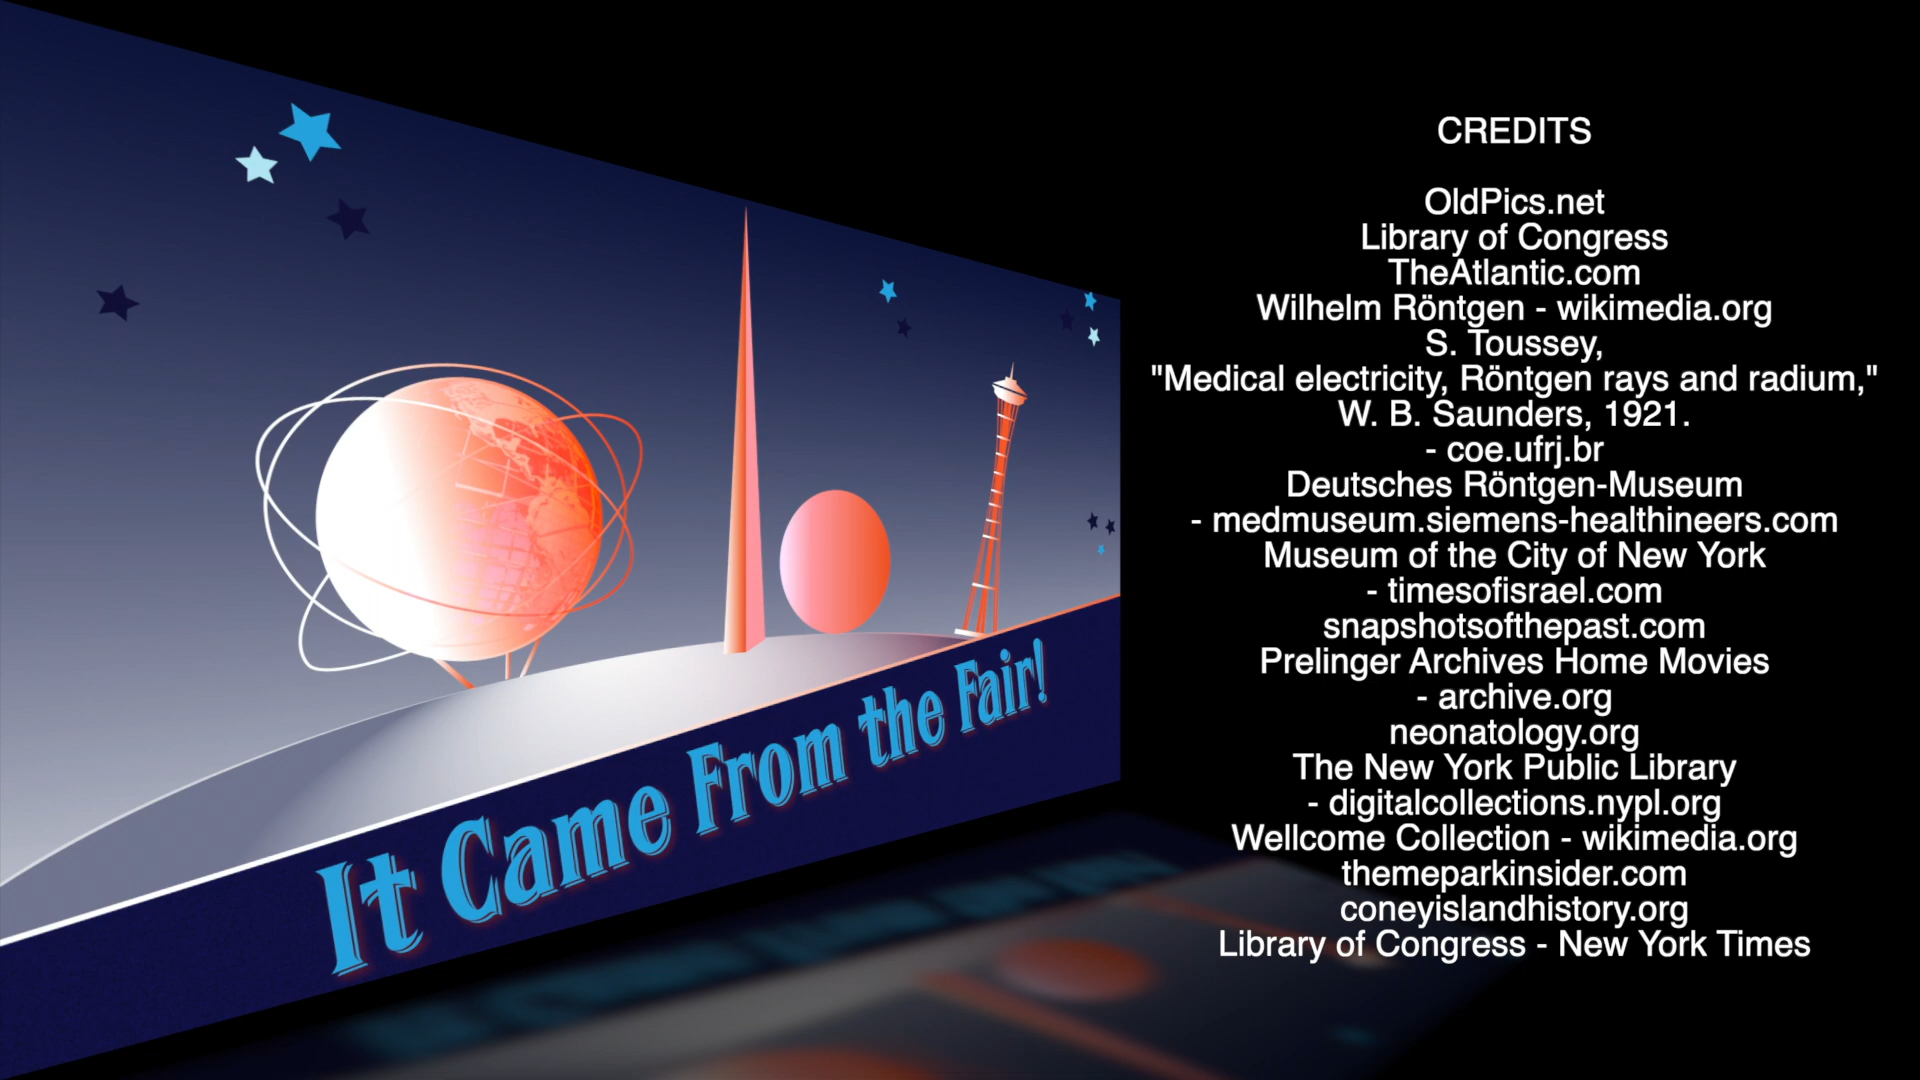 It Came From the Fair!
CREDITS
OldPics.net
Library of Congress
TheAtlantic.com
Wilhelm Röntgen - wikimedia.org
S. Toussey,
"Medical electricity, Röntgen rays and radium,"
W. B. Saunders, 1921.
- coe.ufrj.br
Deutsches Röntgen-Museum
- medmuseum.siemens-healthineers.com
Museum of the City of New York
- timesofisrael.com
snapshotsofthepast.com
Prelinger Archives Home Movies
- archive.org
neonatology.org
The New York Public Library
- digitalcollections.nypl.org
Wellcome Collection - wikimedia.org
themeparkinsider.com
coneyislandhistory.org
Library of Congress - New York Times